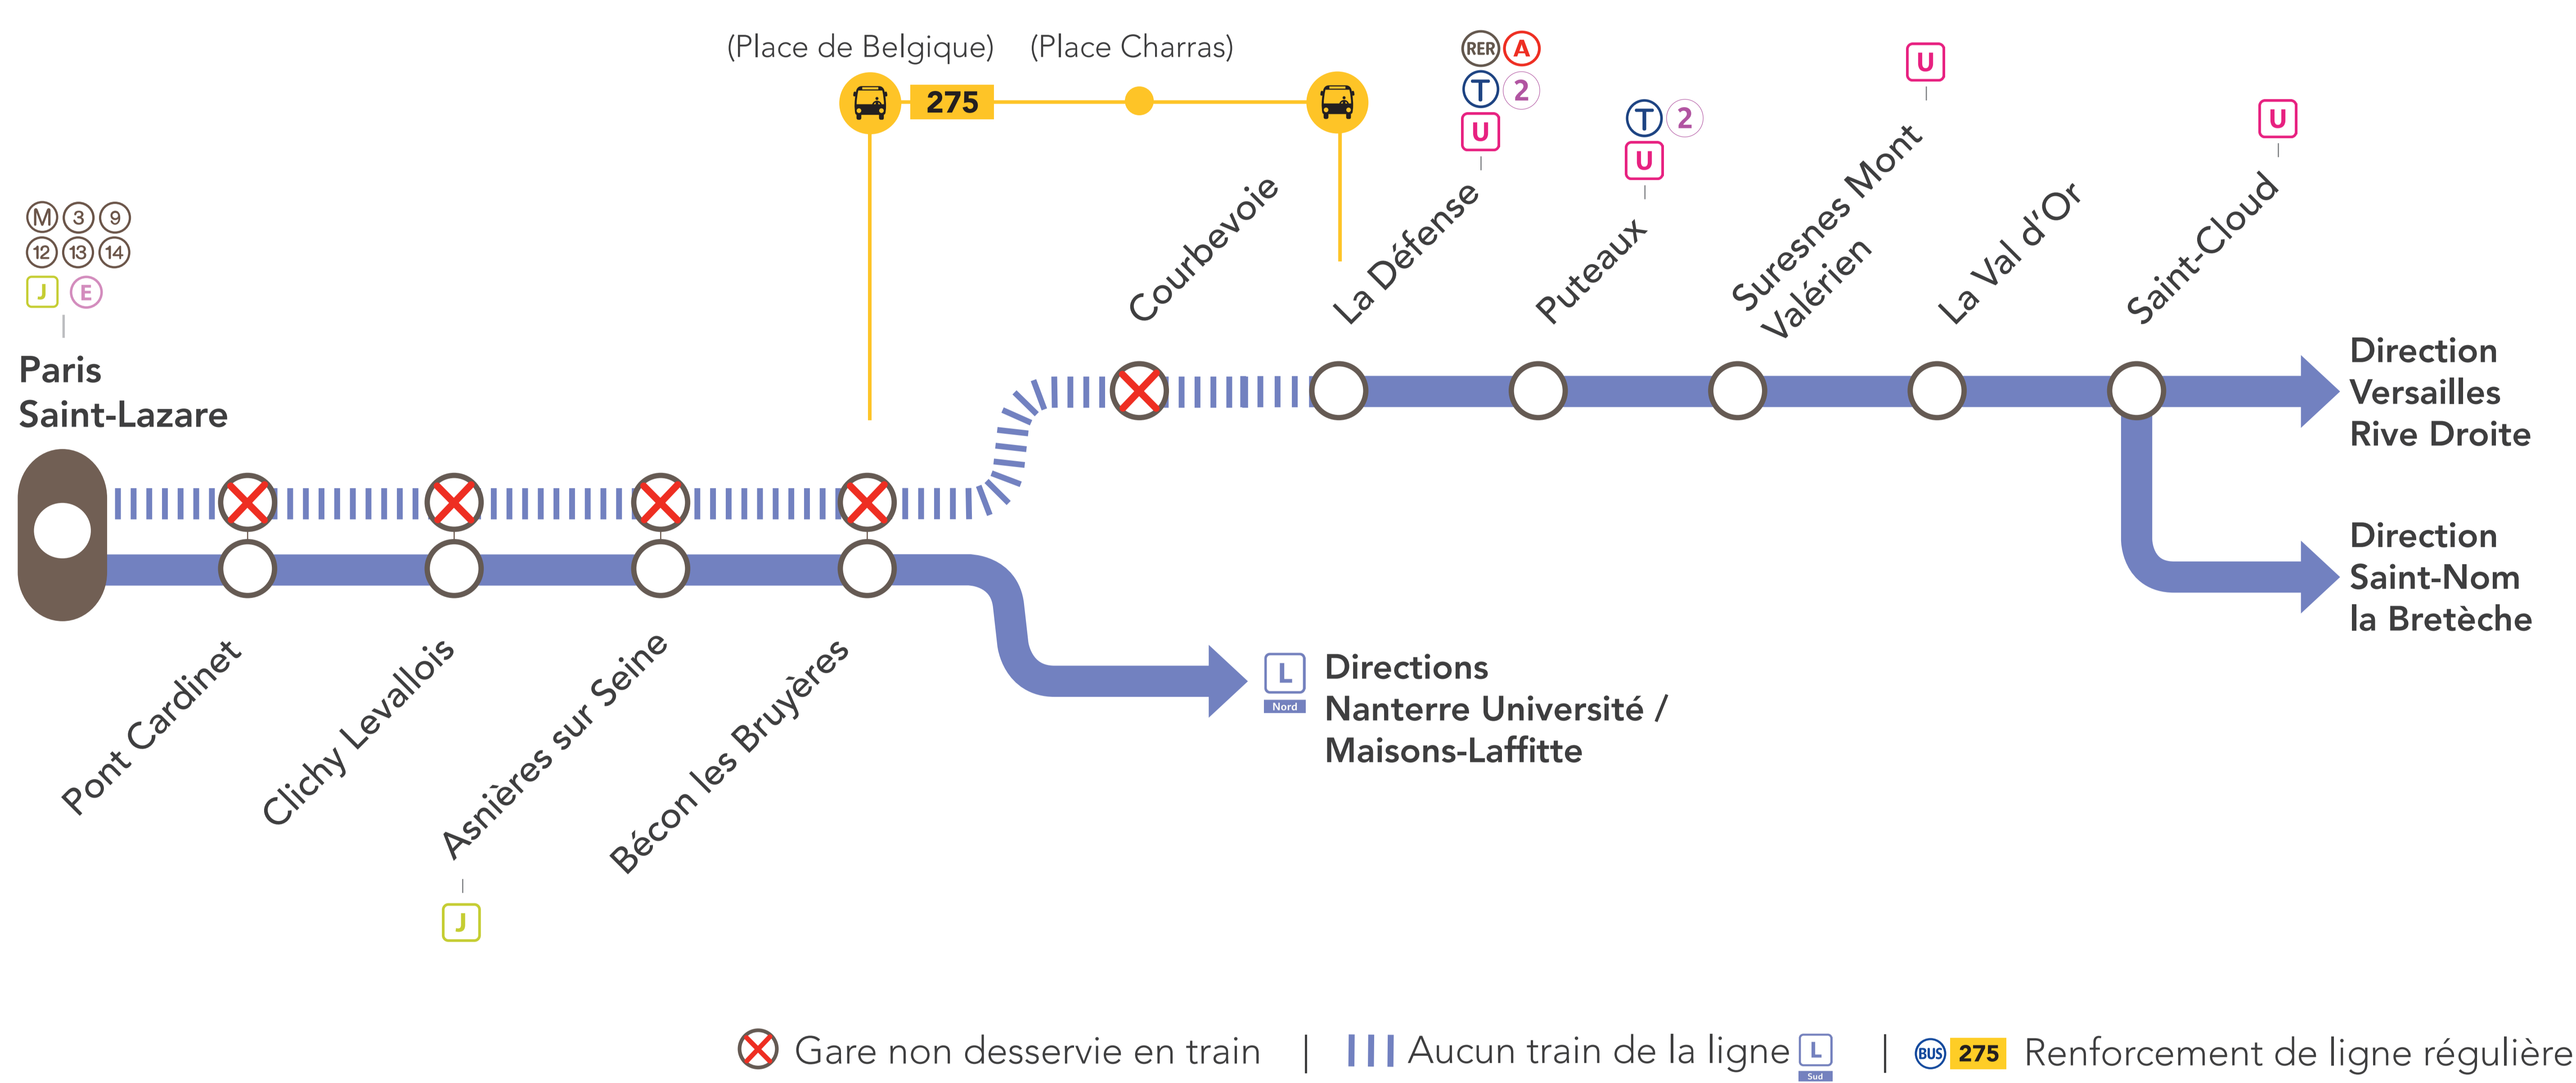 (Place de Belgique) (Place Charras)
275
RER A
T 2
U
T 2
U
U
U
M 3 9
12 13 14
J E
Paris
Saint-Lazare
Courbevoie
La Défense
Puteaux
Suresnes Mont
Valérien
La Val d'Or
Saint-Cloud
Direction
Versailles
Rive Droite
Direction
Saint-Nom
la Bretèche
Pont Cardinet
Clichy Levallois
Asnières sur Seine
J
Bécon les Bruyères
L
Nord
Directions
Nanterre Université /
Maisons-Laffitte
Gare non desservie en train | Aucun train de la ligne L | BUS 275 Renforcement de ligne régulière
Sud